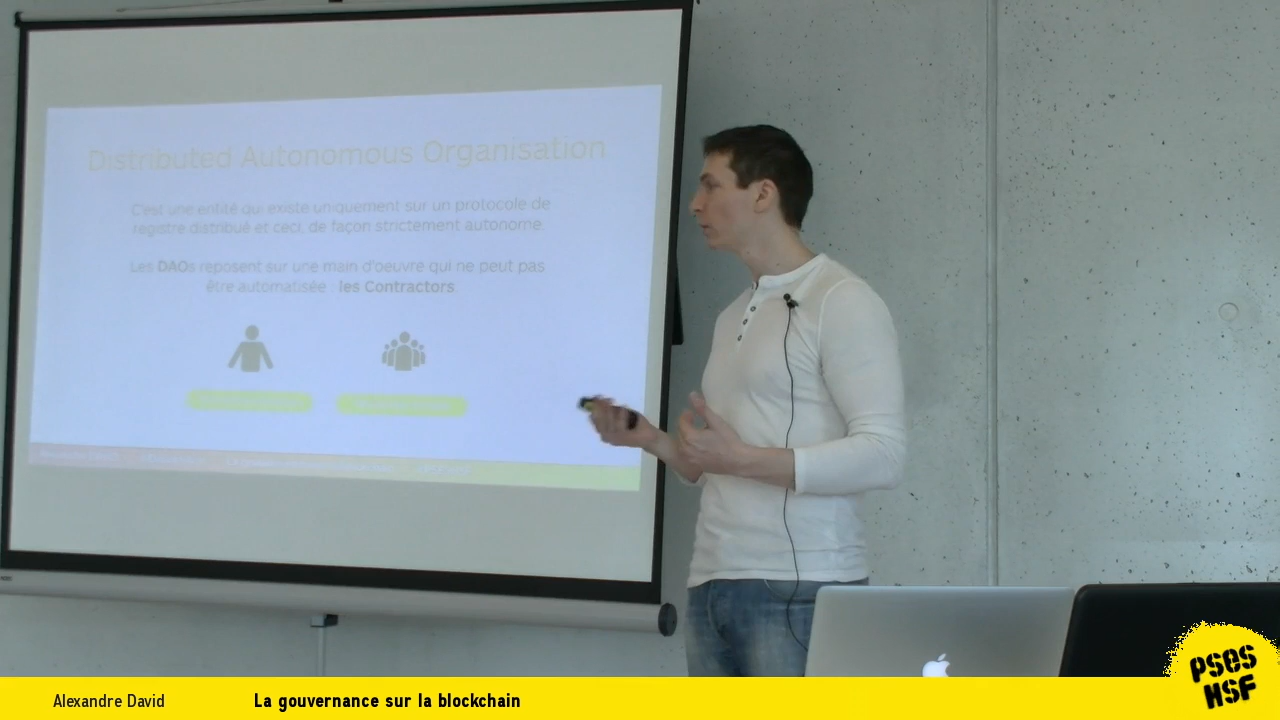 Distributed Autonomous Organisation
C'est une entité qui existe uniquement sur un protocole de
registre distribué et ceci, de façon strictement autonome.
Les DAOs reposent sur une main d'oeuvre qui ne peut pas
être automatisée : les Contractors.
PSES
HSF
Alexandre David
La gouvernance sur la blockchain